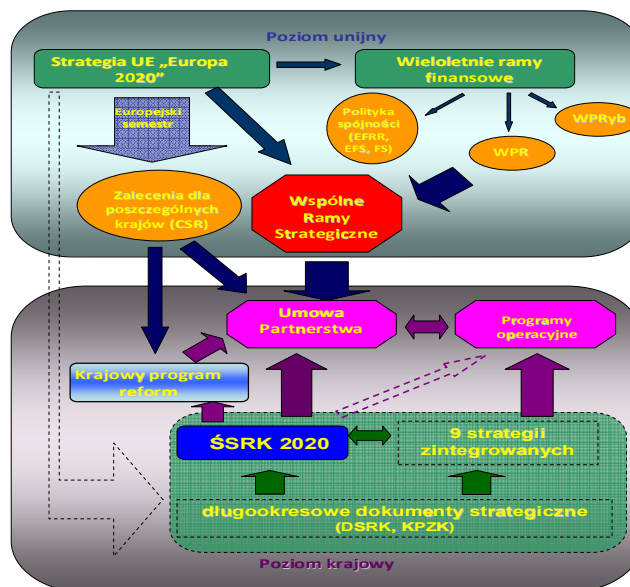 Poziom unijny
Strategia UE „Europa
2020”
Wieloletnie ramy
finansowe
Europejski
semestr
Polityka
spójności
(EFRR,
EFS, FS)
WPR
WPRyb
Zalecenia dla
poszczególnych
krajów (CSR)
Wspólne
Ramy
Strategiczne
Umowa
Partnerstwa
Programy
operacyjne
Krajowy program
reform
ŚSRK 2020
9 strategii
zintegrowanych
długookresowe dokumenty strategiczne
(DSRK, KPZK)
Poziom krajowy